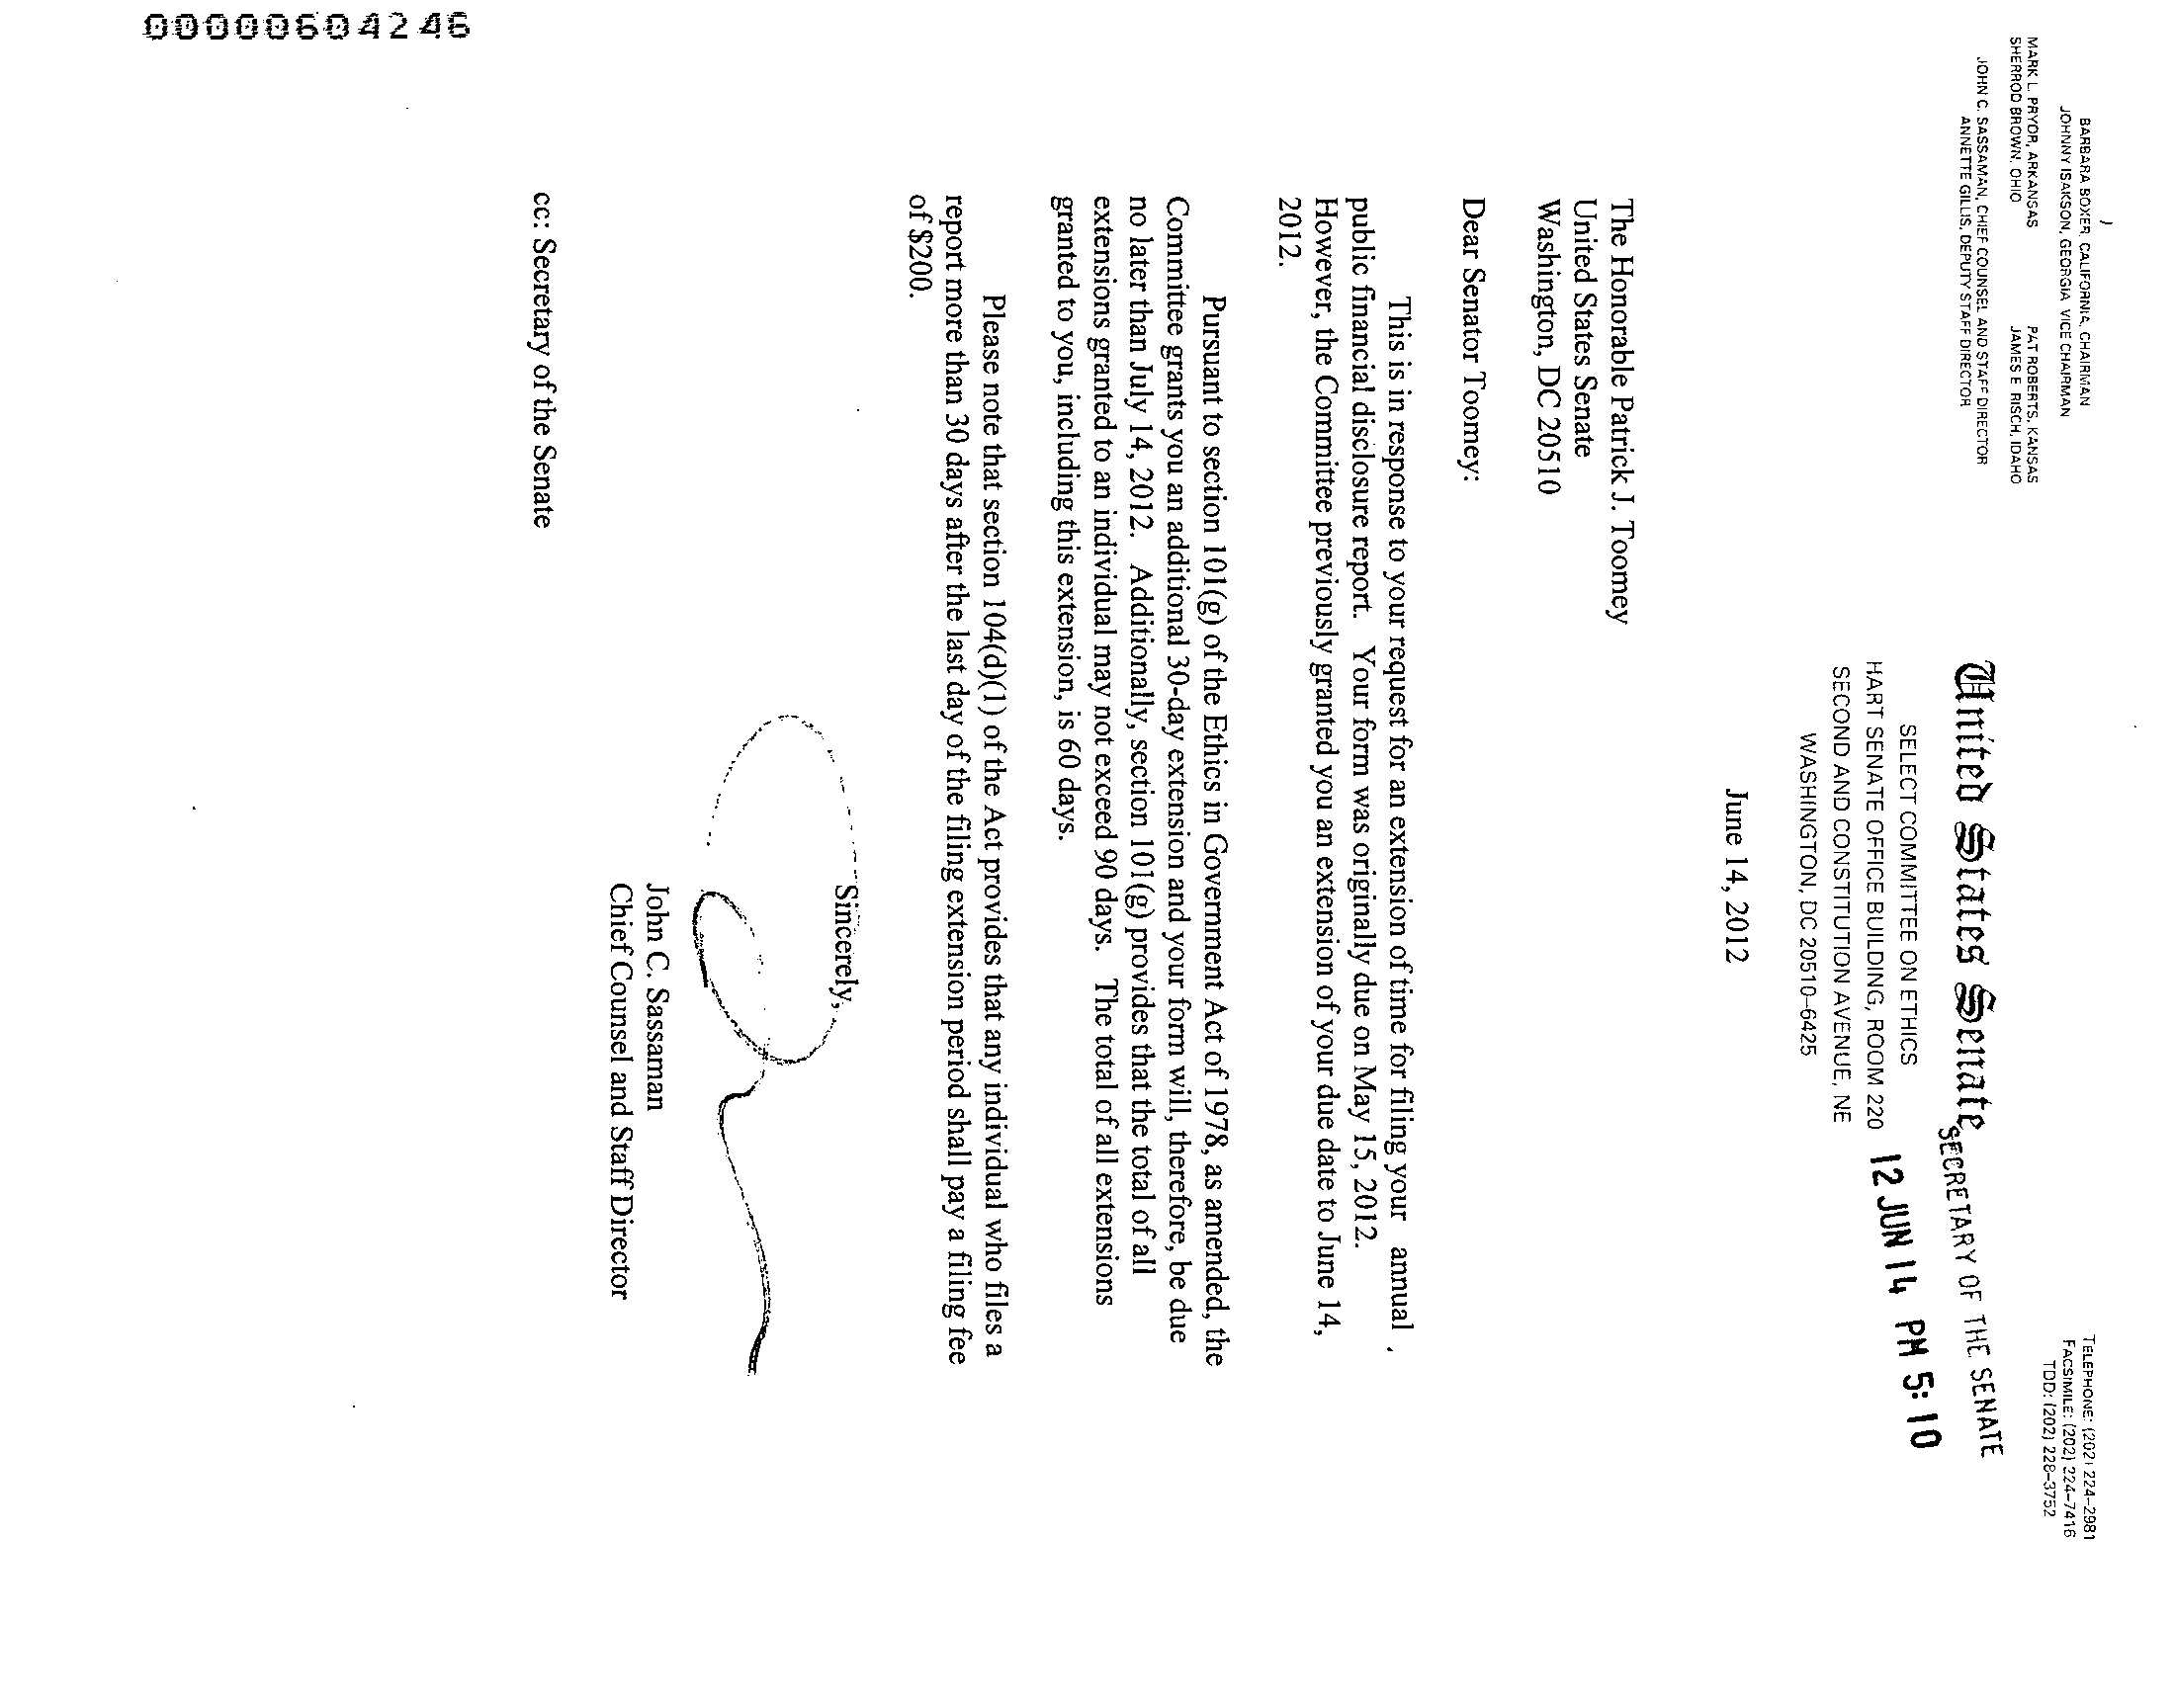 00000604246
BARBARA BOXER, CALIFORNIA, CHAIRMAN
JOHNNY ISAKSON, GEORGIA VICE CHAIRMAN
MARK L. PRYOR, ARKANSAS PAT ROBERTS, KANSAS
SHERROD BROWN, OHIO JAMES E RISCH, IDAHO
JOHN C. SASSAMAN, CHIEF COUNSEL AND STAFF DIRECTOR
ANNETTE GILLIS, DEPUTY STAFF DIRECTOR
TELEPHONE: (202) 224-2981
FACSIMILE: (202) 224-7416
TDD: (202) 228-3752
United States Senate
SELECT COMMITTEE ON ETHICS
HART SENATE OFFICE BUILDING, ROOM 220
SECOND AND CONSTITUTION AVENUE, NE
WASHINGTON, DC 20510-6425
SECRETARY OF THE SENATE
12 JUN 14 PM 5:10
June 14, 2012
The Honorable Patrick J. Toomey
United States Senate
Washington, DC 20510
Dear Senator Toomey:
This is in response to your request for an extension of time for filing your annual
public financial disclosure report. Your form was originally due on May 15, 2012.
However, the Committee previously granted you an extension of your due date to June 14,
2012.
Pursuant to section 101(g) of the Ethics in Government Act of 1978, as amended, the
Committee grants you an additional 30-day extension and your form will, therefore, be due
no later than July 14, 2012. Additionally, section 101(g) provides that the total of all
extensions granted to an individual may not exceed 90 days. The total of all extensions
granted to you, including this extension, is 60 days.
Please note that section 104(d)(1) of the Act provides that any individual who files a
report more than 30 days after the last day of the filing extension period shall pay a filing fee
of $200.
Sincerely,
John C. Sassaman
Chief Counsel and Staff Director
cc: Secretary of the Senate